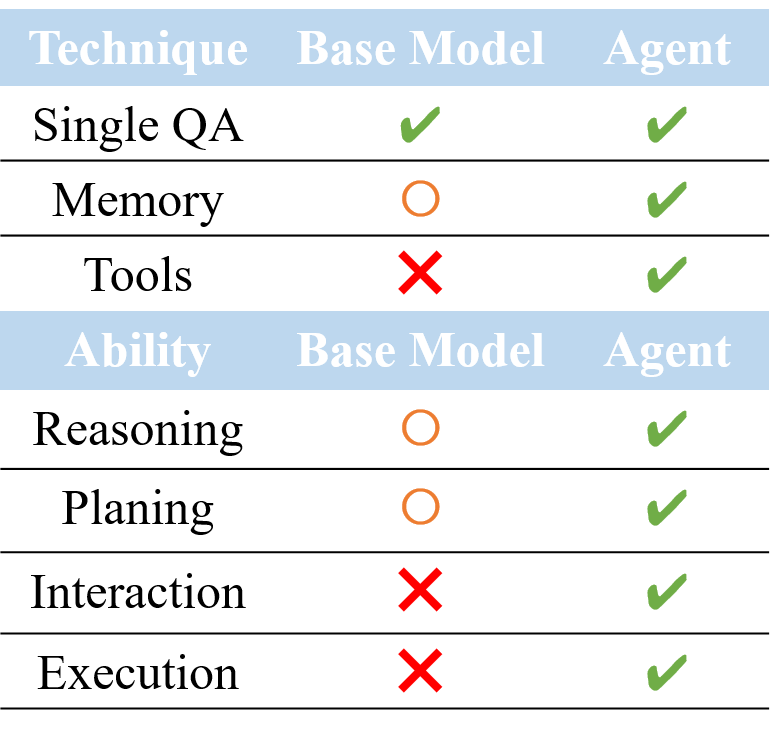 Technique Base Model Agent
Single QA ✔ ✔
Memory ○ ✔
Tools ✕ ✔
Ability Base Model Agent
Reasoning ○ ✔
Planing ○ ✔
Interaction ✕ ✔
Execution ✕ ✔